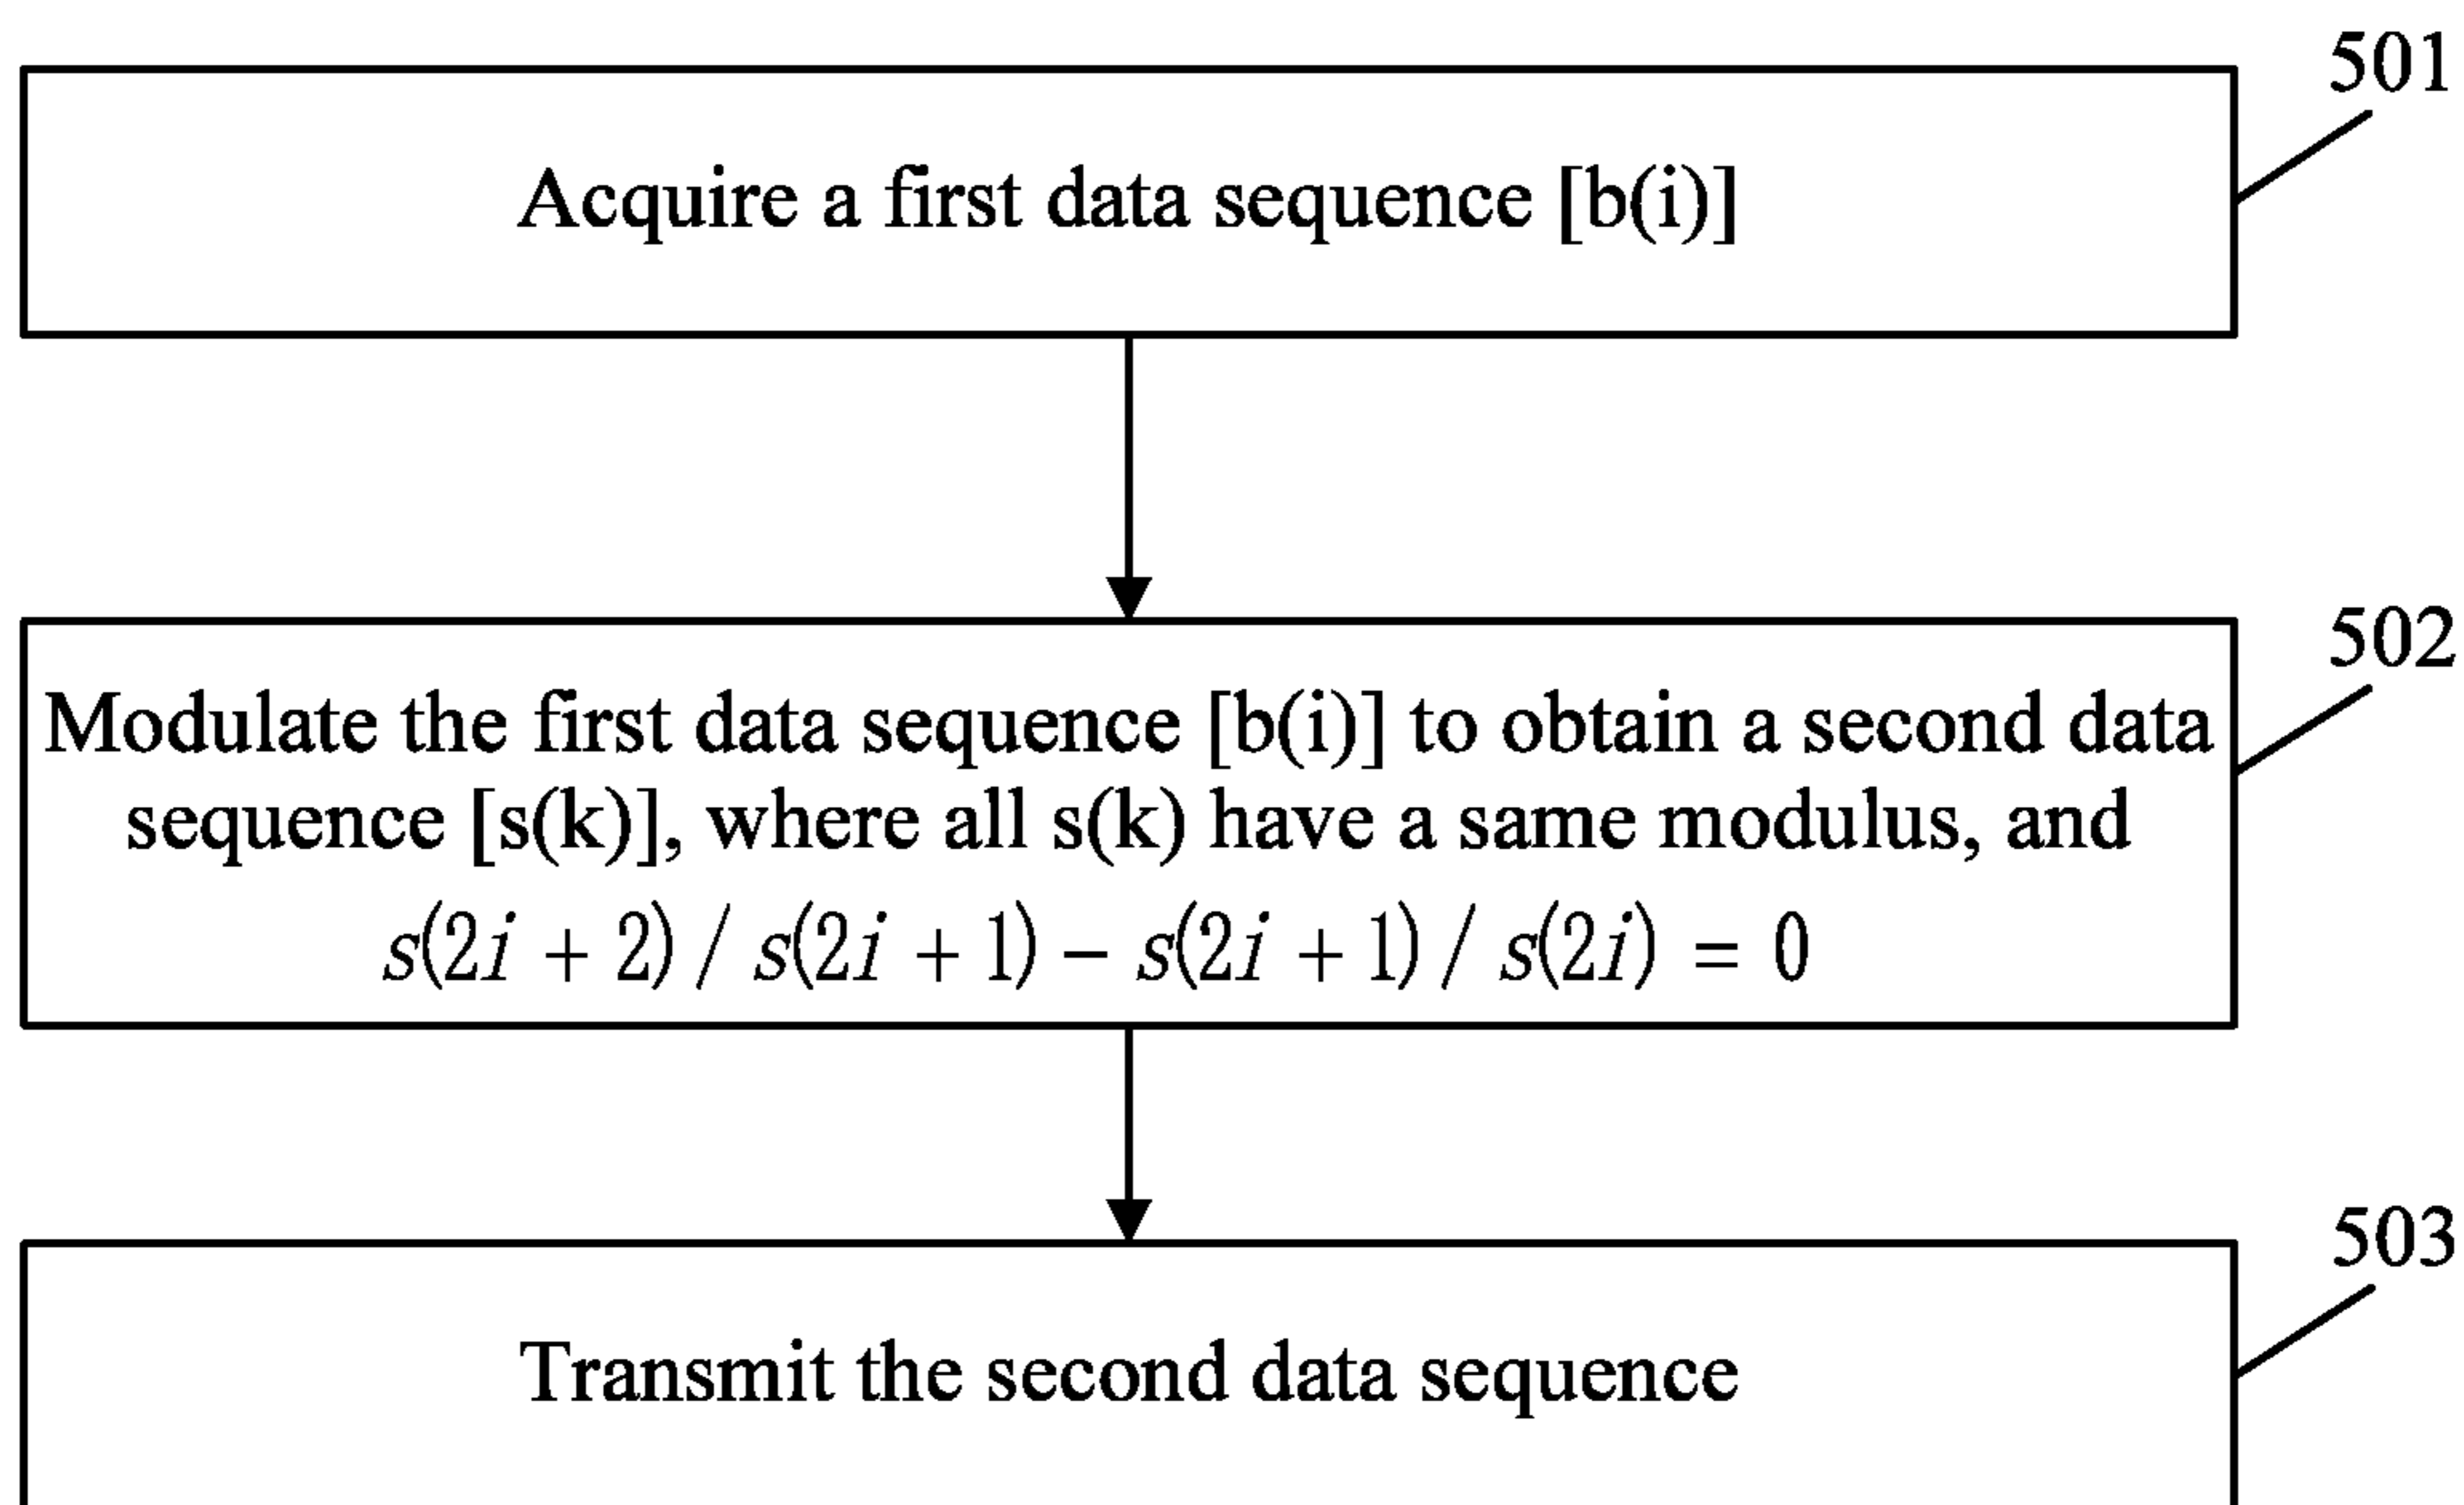 501
Acquire a first data sequence [b(i)]
502
Modulate the first data sequence [b(i)] to obtain a second data
sequence [s(k)], where all s(k) have a same modulus, and
s(2i + 2) / s(2i + 1) − s(2i + 1) / s(2i) = 0
503
Transmit the second data sequence